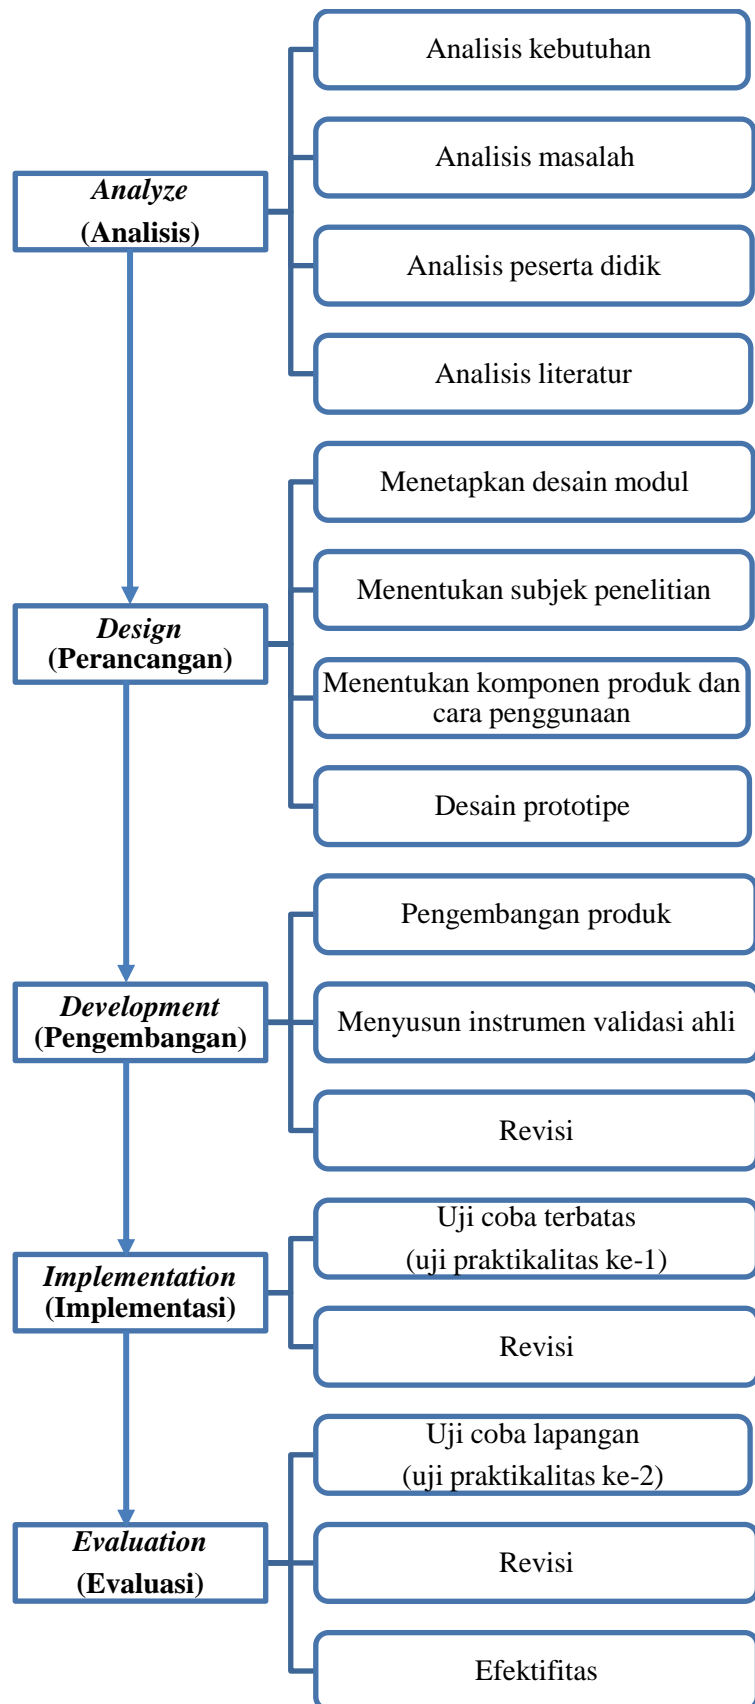 Analyze
(Analisis)
Analisis kebutuhan
Analisis masalah
Analisis peserta didik
Analisis literatur
Design
(Perancangan)
Menetapkan desain modul
Menentukan subjek penelitian
Menentukan komponen produk dan
cara penggunaan
Desain prototipe
Development
(Pengembangan)
Pengembangan produk
Menyusun instrumen validasi ahli
Revisi
Implementation
(Implementasi)
Uji coba terbatas
(uji praktikalitas ke-1)
Revisi
Evaluation
(Evaluasi)
Uji coba lapangan
(uji praktikalitas ke-2)
Revisi
Efektifitas